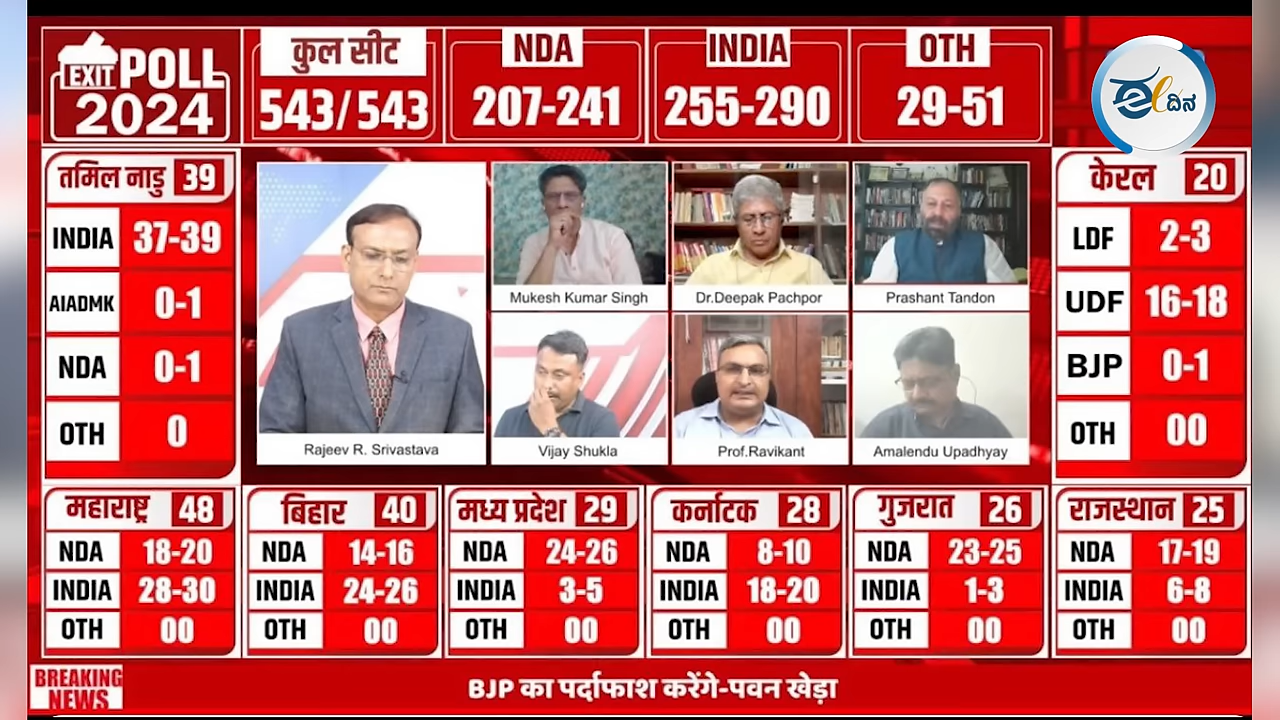 EXIT POLL
2024
कुल सीट
543/543
NDA
207-241
INDIA
255-290
OTH
29-51
ಈ ದಿನ
तमिल नाडु 39
INDIA 37-39
AIADMK 0-1
NDA 0-1
OTH 0
Rajeev R. Srivastava
Mukesh Kumar Singh
Dr.Deepak Pachpor
Prashant Tandon
Vijay Shukla
Prof.Ravikant
Amalendu Upadhyay
केरल 20
LDF 2-3
UDF 16-18
BJP 0-1
OTH 00
महाराष्ट्र 48
NDA 18-20
INDIA 28-30
OTH 00
बिहार 40
NDA 14-16
INDIA 24-26
OTH 00
मध्य प्रदेश 29
NDA 24-26
INDIA 3-5
OTH 00
कर्नाटक 28
NDA 8-10
INDIA 18-20
OTH 00
गुजरात 26
NDA 23-25
INDIA 1-3
OTH 00
राजस्थान 25
NDA 17-19
INDIA 6-8
OTH 00
BREAKING
NEWS
BJP का पर्दाफाश करेंगे-पवन खेड़ा